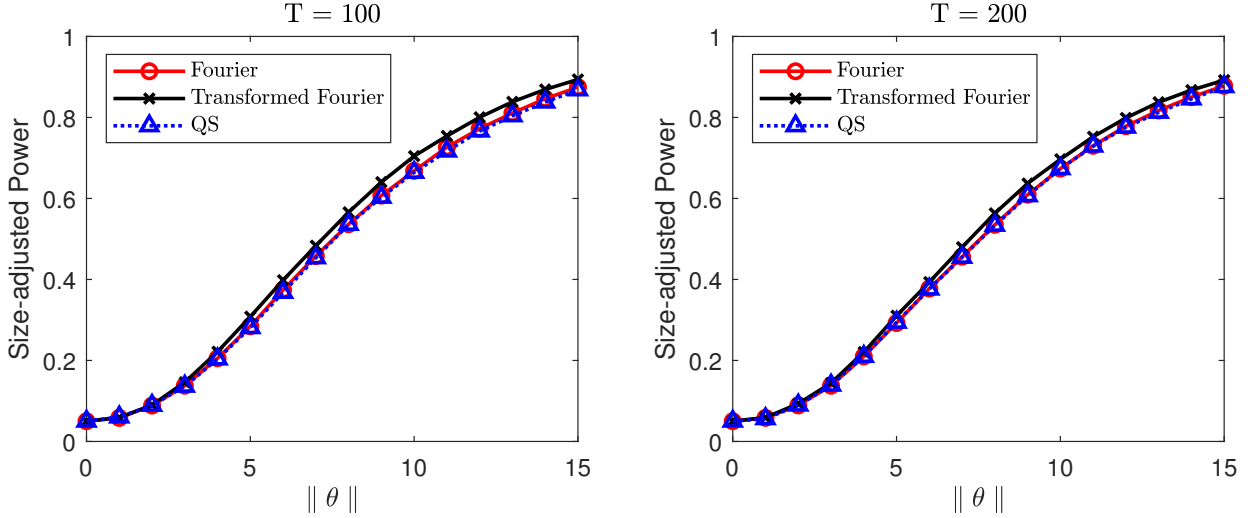 T = 100
1
0.8
0.6
0.4
0.2
0
Size-adjusted Power
Fourier
Transformed Fourier
QS
0
5
10
15
‖ θ ‖
T = 200
1
0.8
0.6
0.4
0.2
0
Size-adjusted Power
Fourier
Transformed Fourier
QS
0
5
10
15
‖ θ ‖